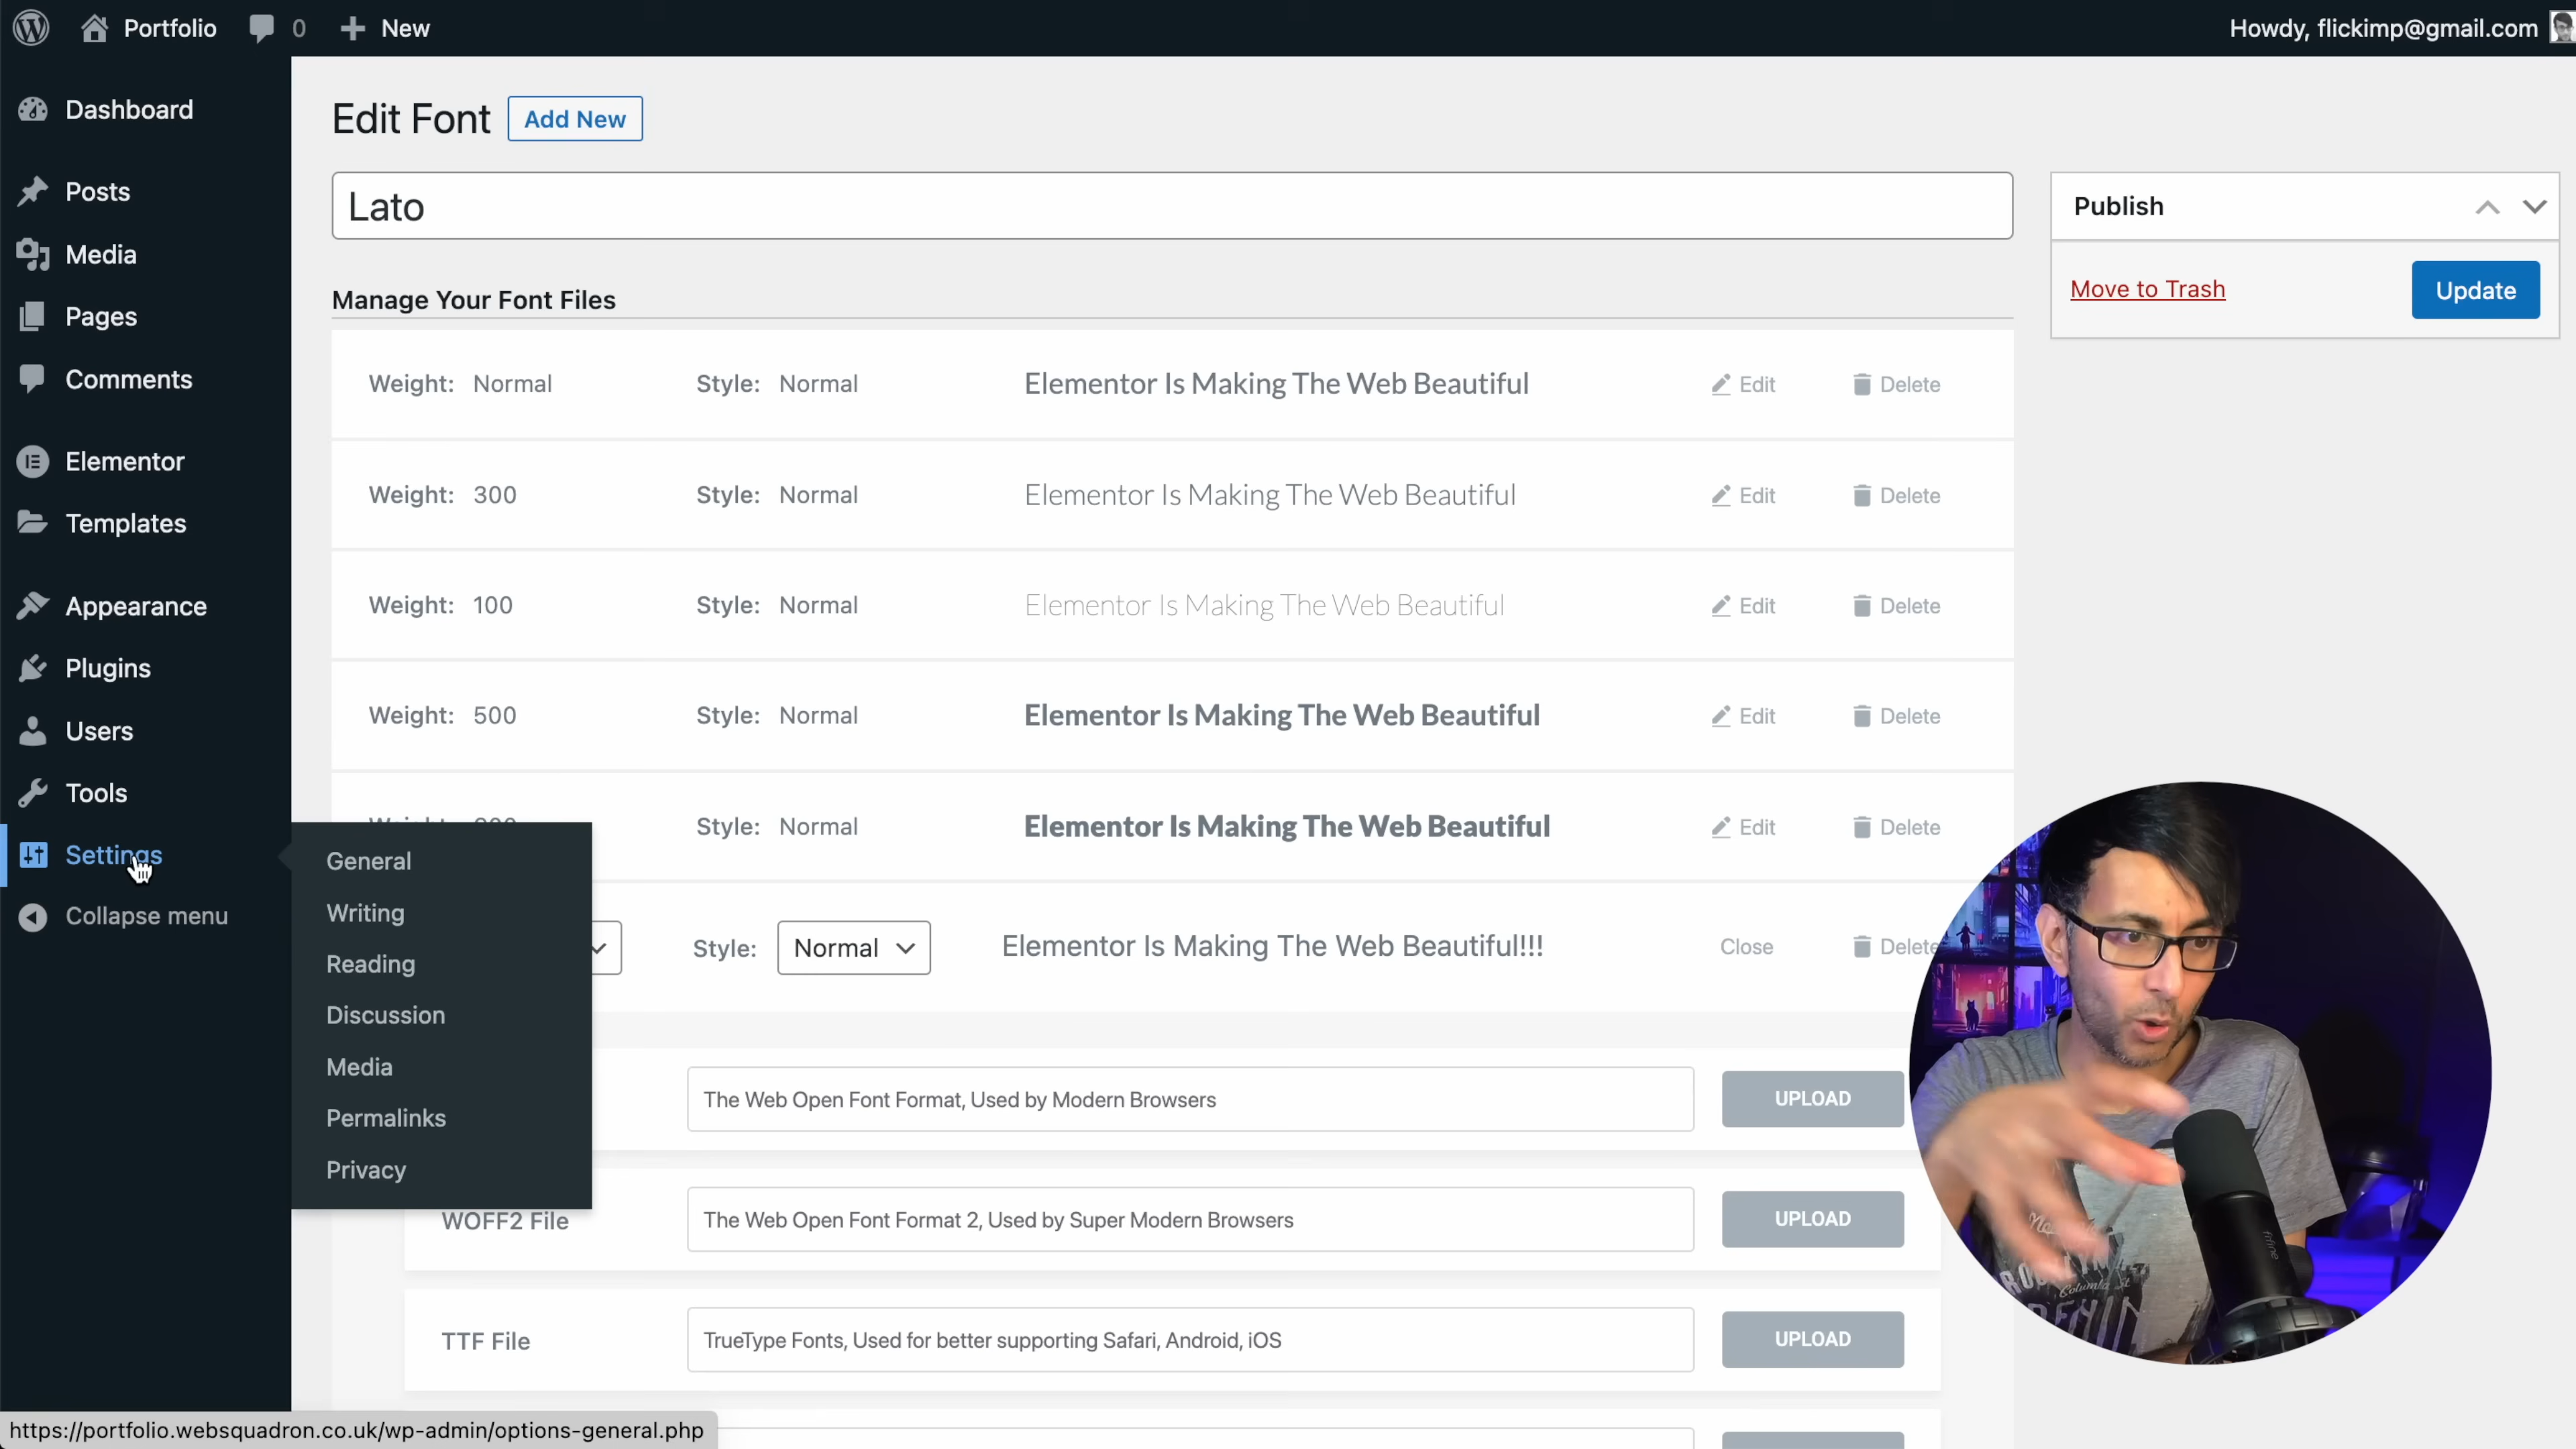 Portfolio 0 New
Howdy, flickimp@gmail.com
Dashboard
Posts
Media
Pages
Comments
Elementor
Templates
Appearance
Plugins
Users
Tools
Settings
Collapse menu
General
Writing
Reading
Discussion
Media
Permalinks
Privacy
Edit Font Add New
Lato
Manage Your Font Files
Weight: Normal Style: Normal Elementor Is Making The Web Beautiful Edit Delete
Weight: 300 Style: Normal Elementor Is Making The Web Beautiful Edit Delete
Weight: 100 Style: Normal Elementor Is Making The Web Beautiful Edit Delete
Weight: 500 Style: Normal Elementor Is Making The Web Beautiful Edit Delete
Style: Normal Elementor Is Making The Web Beautiful Edit Delete
Style: Normal Elementor Is Making The Web Beautiful!!! Close Delete
The Web Open Font Format, Used by Modern Browsers UPLOAD
WOFF2 File The Web Open Font Format 2, Used by Super Modern Browsers UPLOAD
TTF File TrueType Fonts, Used for better supporting Safari, Android, iOS UPLOAD
Publish
Move to Trash Update
https://portfolio.websquadron.co.uk/wp-admin/options-general.php